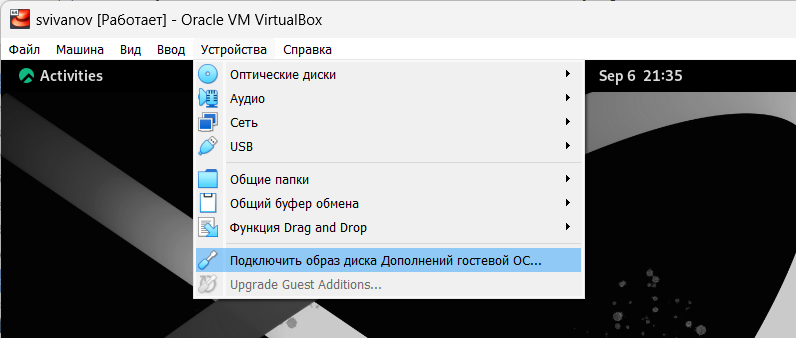 svivanov [Работает] - Oracle VM VirtualBox
Файл Машина Вид Ввод Устройства Справка
Activities Sep 6 21:35
Оптические диски
Аудио
Сеть
USB
Общие папки
Общий буфер обмена
Функция Drag and Drop
Подключить образ диска Дополнений гостевой ОС...
Upgrade Guest Additions...